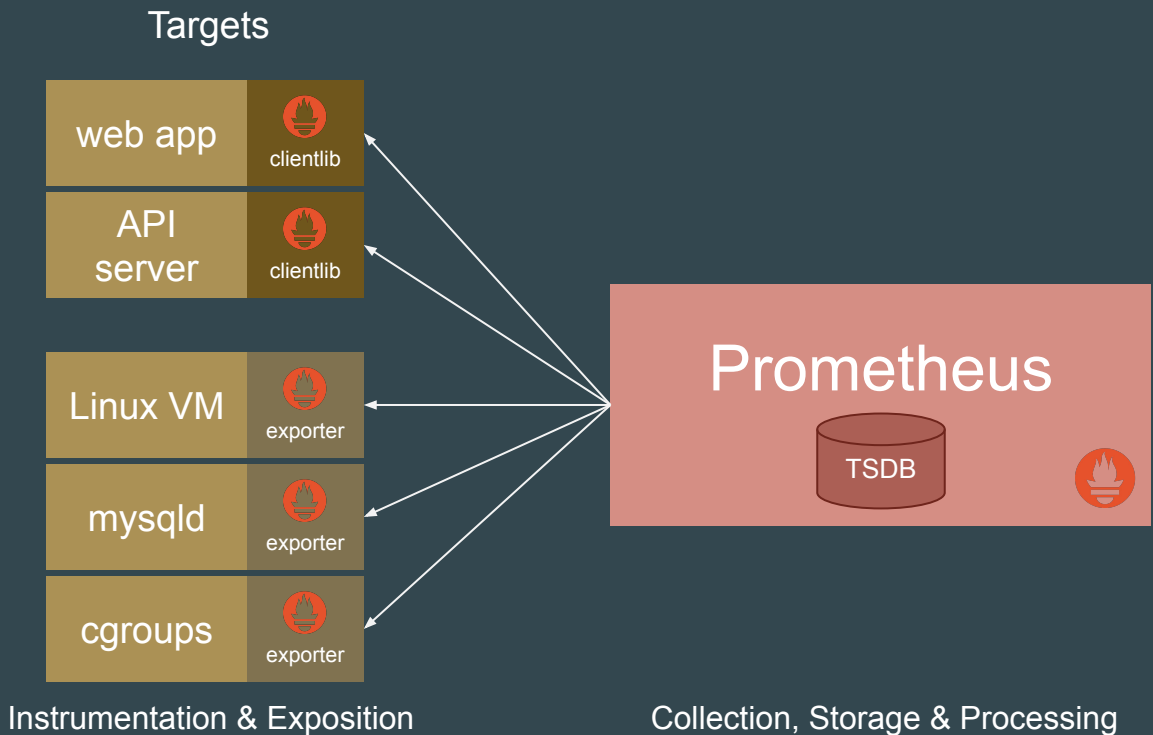 Targets
web app
clientlib
API
server
clientlib
Linux VM
exporter
mysqld
exporter
cgroups
exporter
Instrumentation & Exposition
Prometheus
TSDB
Collection, Storage & Processing